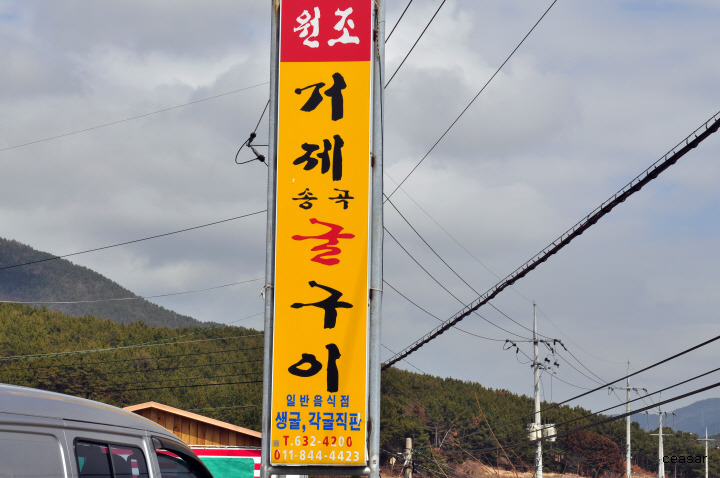 원조
거제
송곡
굴
구
이
일반음식점
생굴, 각굴직판
T.632-4200
011-844-4423
ceasar